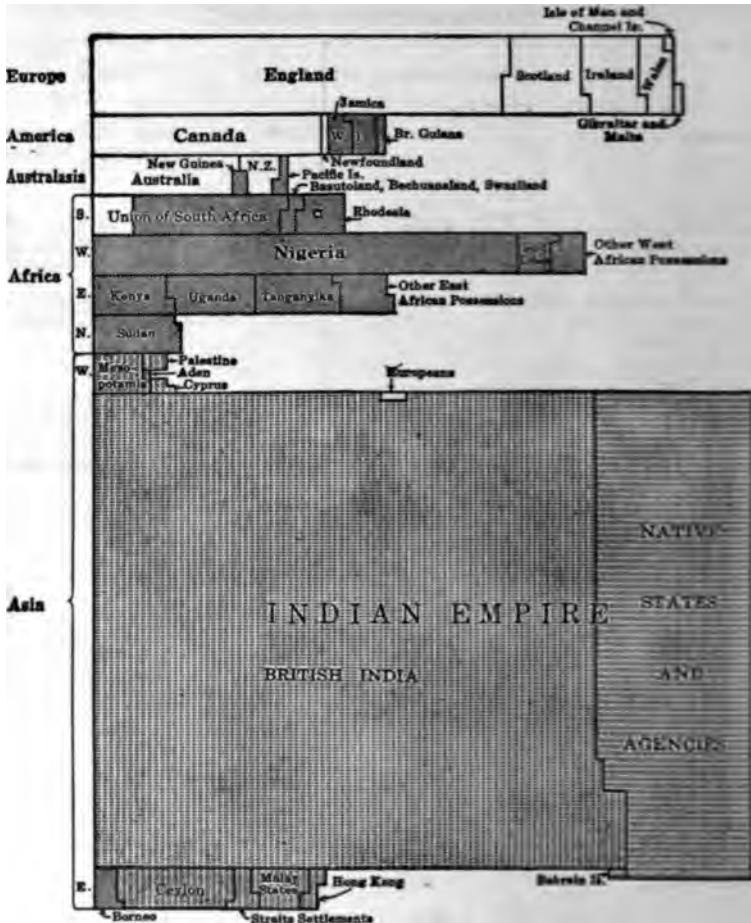 Isle of Man and
Channel Is.
Europe
England
Scotland
Ireland
Wales
Gibraltar and
Malta
Jamica
America
Canada
W. I.
Br. Guiana
Newfoundland
Australasia
New Guinea
N.Z.
Australia
Pacific Is.
Basutoland, Bechuanaland, Swaziland
S.
Union of South Africa
Rhodesia
W.
Nigeria
Other West
African Possessions
Africa
E.
Kenya
Uganda
Tanganyika
Other East
African Possessions
N.
Sudan
W.
Meso
potamia
Palestine
Aden
Cyprus
Europeans
Asia
INDIAN EMPIRE
BRITISH INDIA
NATIVE
STATES
AND
AGENCIES
Bahrein Is.
E.
Ceylon
Malay
States
Hong Kong
Borneo
Straits Settlements